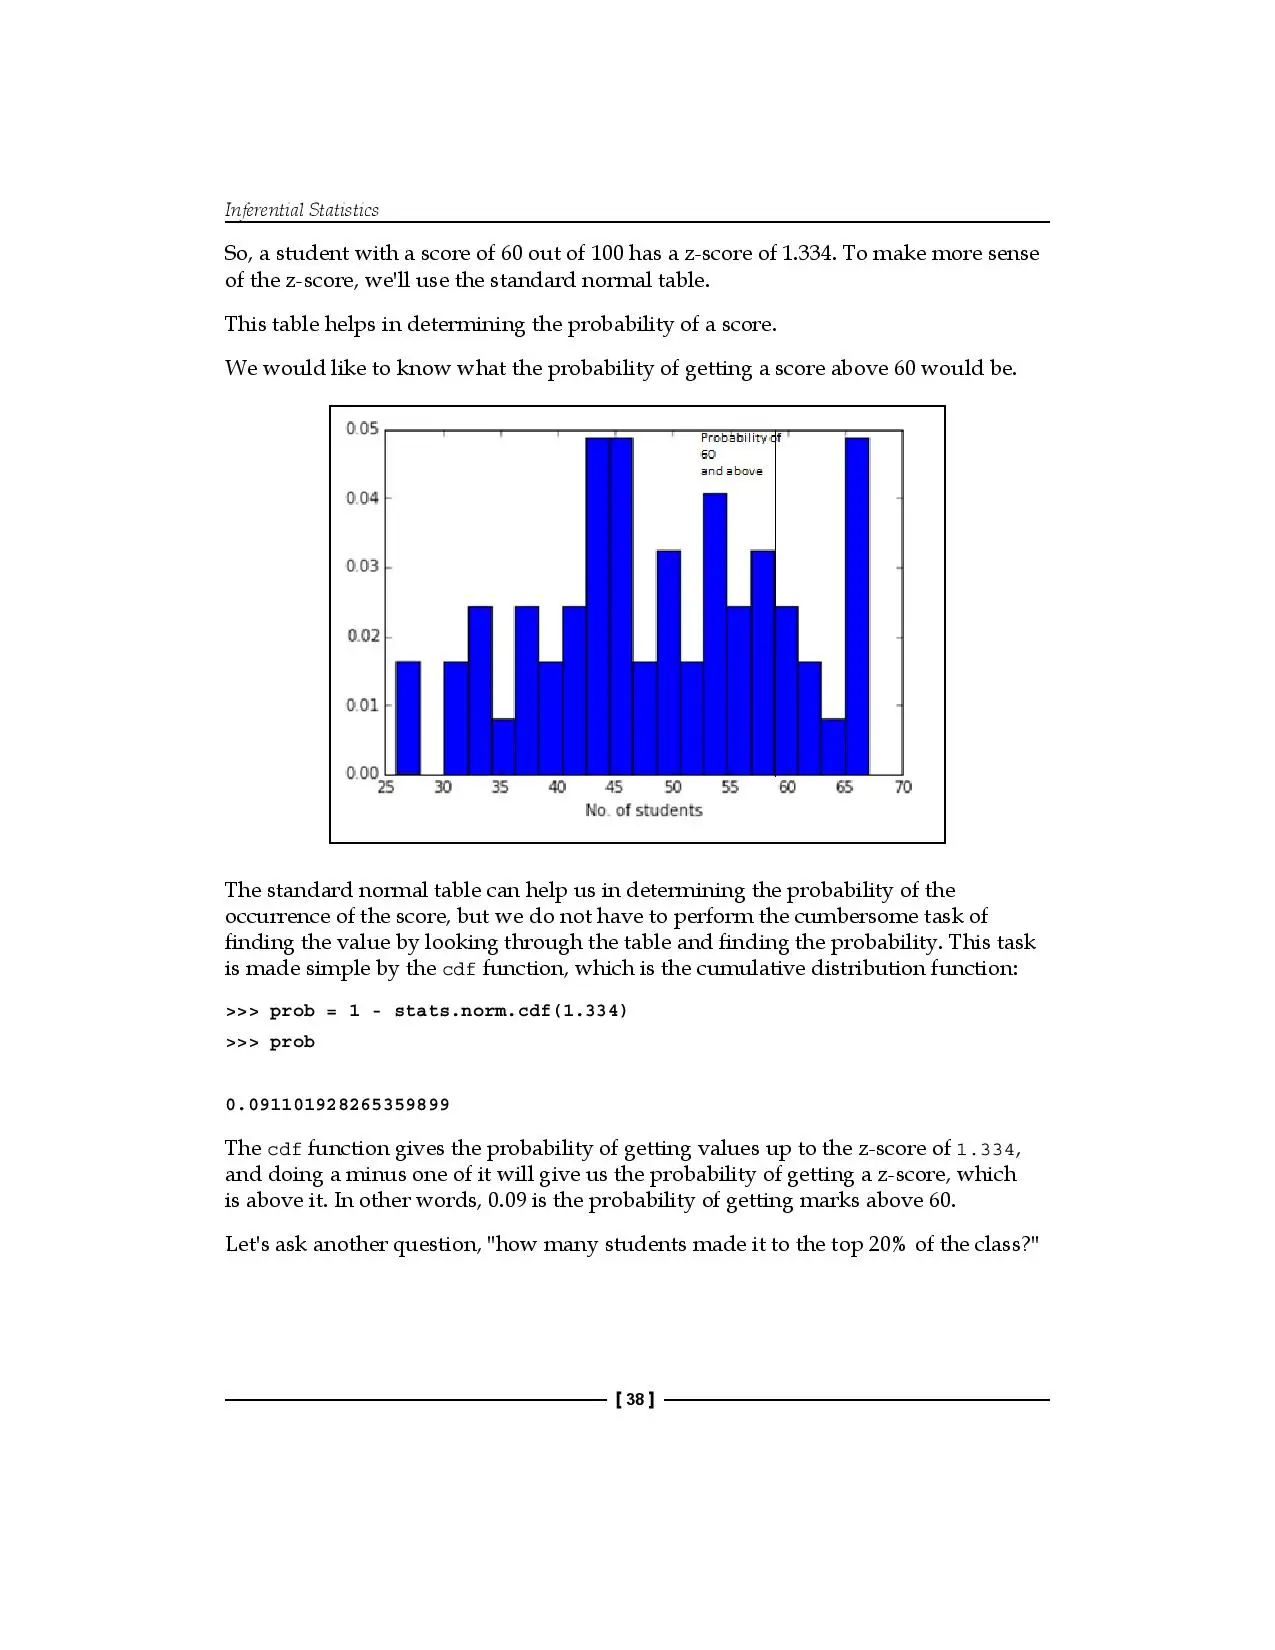 Inferential Statistics
So, a student with a score of 60 out of 100 has a z-score of 1.334. To make more sense
of the z-score, we'll use the standard normal table.
This table helps in determining the probability of a score.
We would like to know what the probability of getting a score above 60 would be.
0.05
Probability of
60
and above
0.04
0.03
0.02
0.01
0.00
25 30 35 40 45 50 55 60 65 70
No. of students
The standard normal table can help us in determining the probability of the
occurrence of the score, but we do not have to perform the cumbersome task of
finding the value by looking through the table and finding the probability. This task
is made simple by the cdf function, which is the cumulative distribution function:
>>> prob = 1 - stats.norm.cdf(1.334)
>>> prob
0.091101928265359899
The cdf function gives the probability of getting values up to the z-score of 1.334,
and doing a minus one of it will give us the probability of getting a z-score, which
is above it. In other words, 0.09 is the probability of getting marks above 60.
Let's ask another question, "how many students made it to the top 20% of the class?"
[ 38 ]